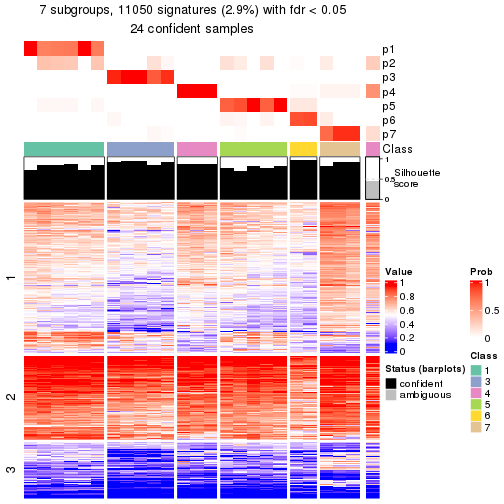 7 subgroups, 11050 signatures (2.9%) with fdr < 0.05
24 confident samples
p1
p2
p3
p4
p5
p6
p7
Class
1
0.5
0
Silhouette
score
1
2
3
Value
1
0.8
0.6
0.4
0.2
0
Status (barplots)
confident
ambiguous
Prob
1
0.5
0
Class
1
3
4
5
6
7